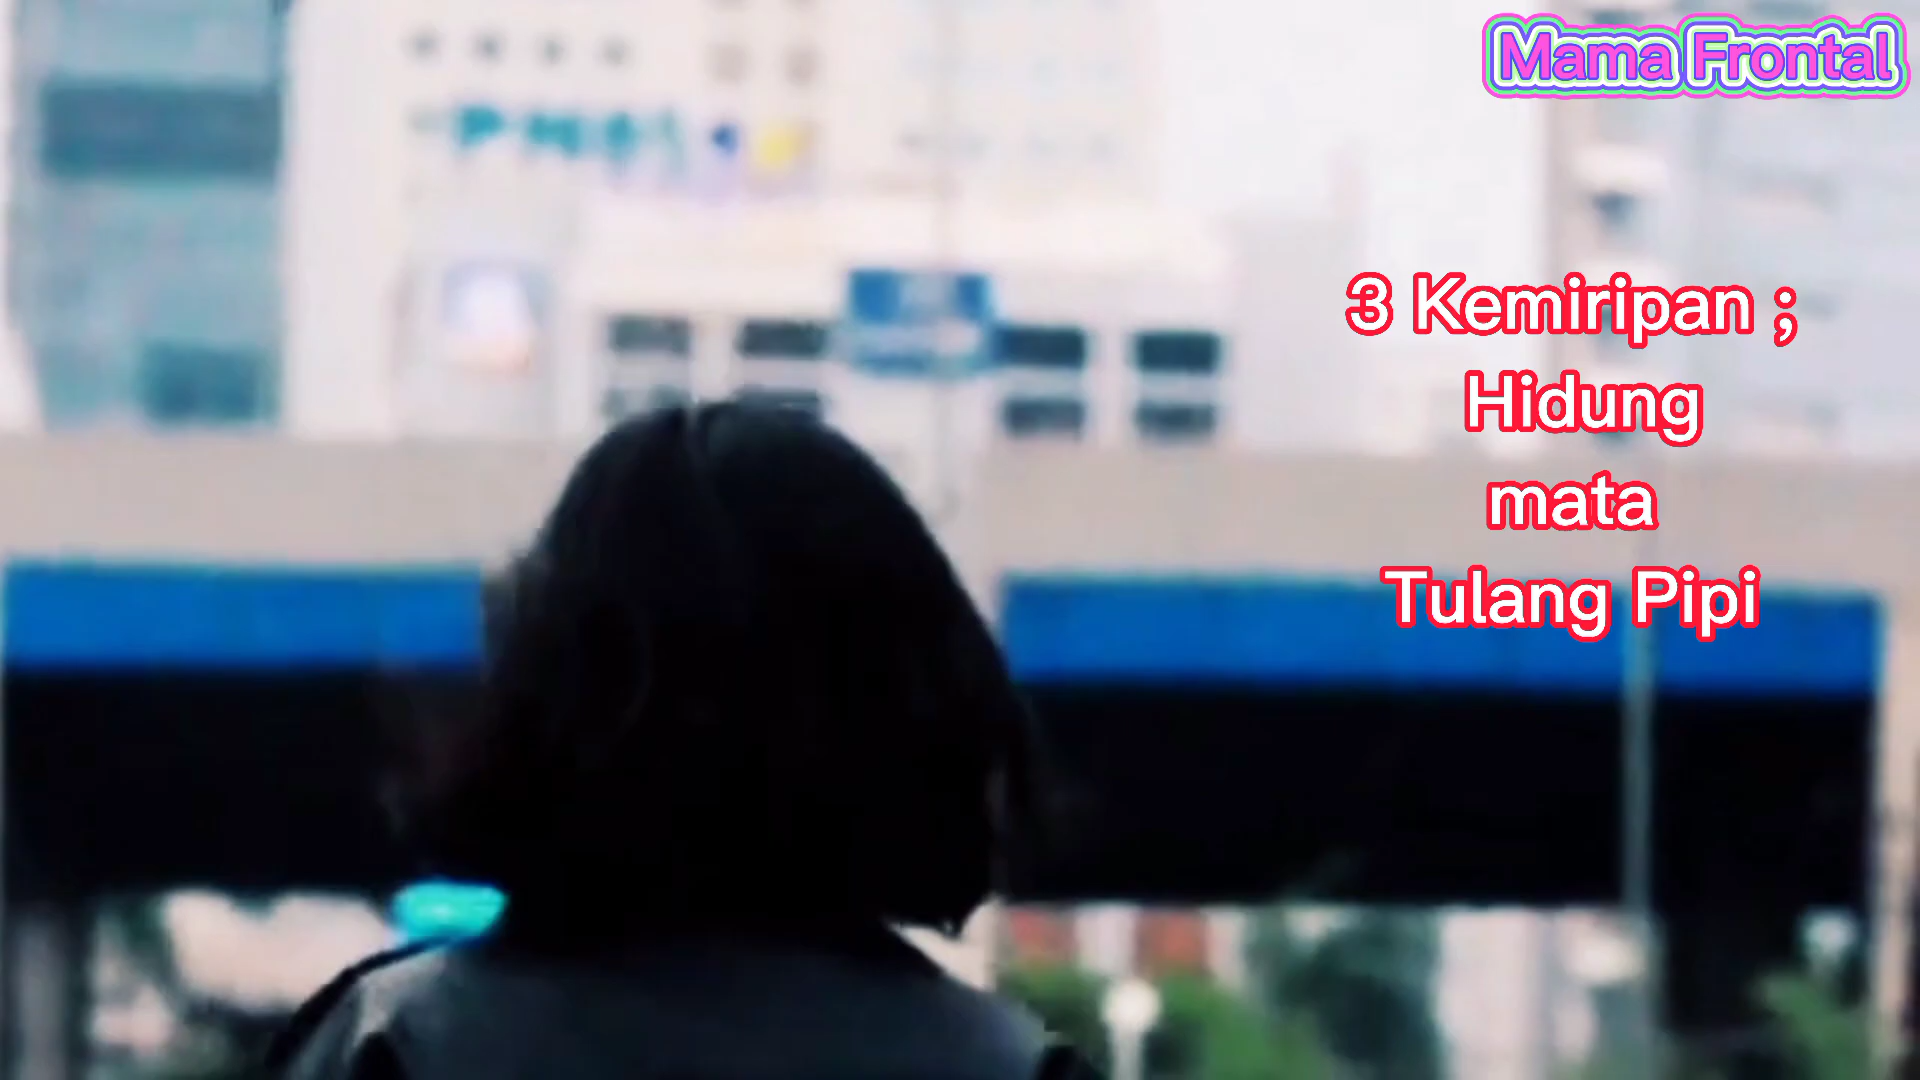 Mama Frontal
3 Kemiripan ;
Hidung
mata
Tulang Pipi